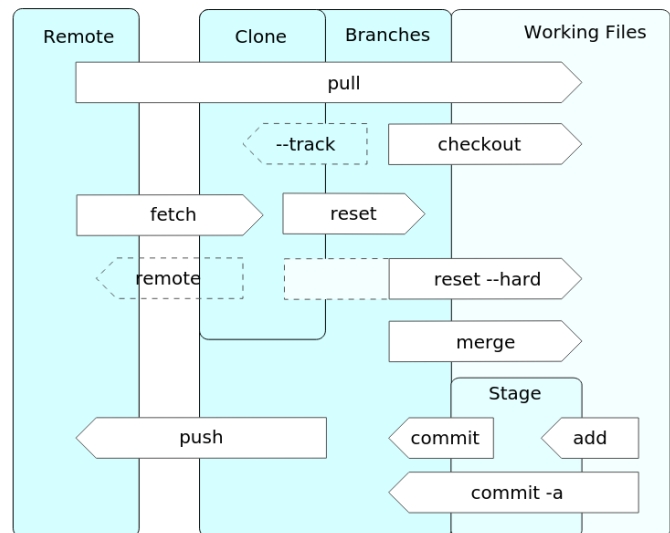 Remote
Clone
Branches
Working Files
pull
--track
checkout
fetch
reset
remote
reset --hard
merge
Stage
push
commit
add
commit -a